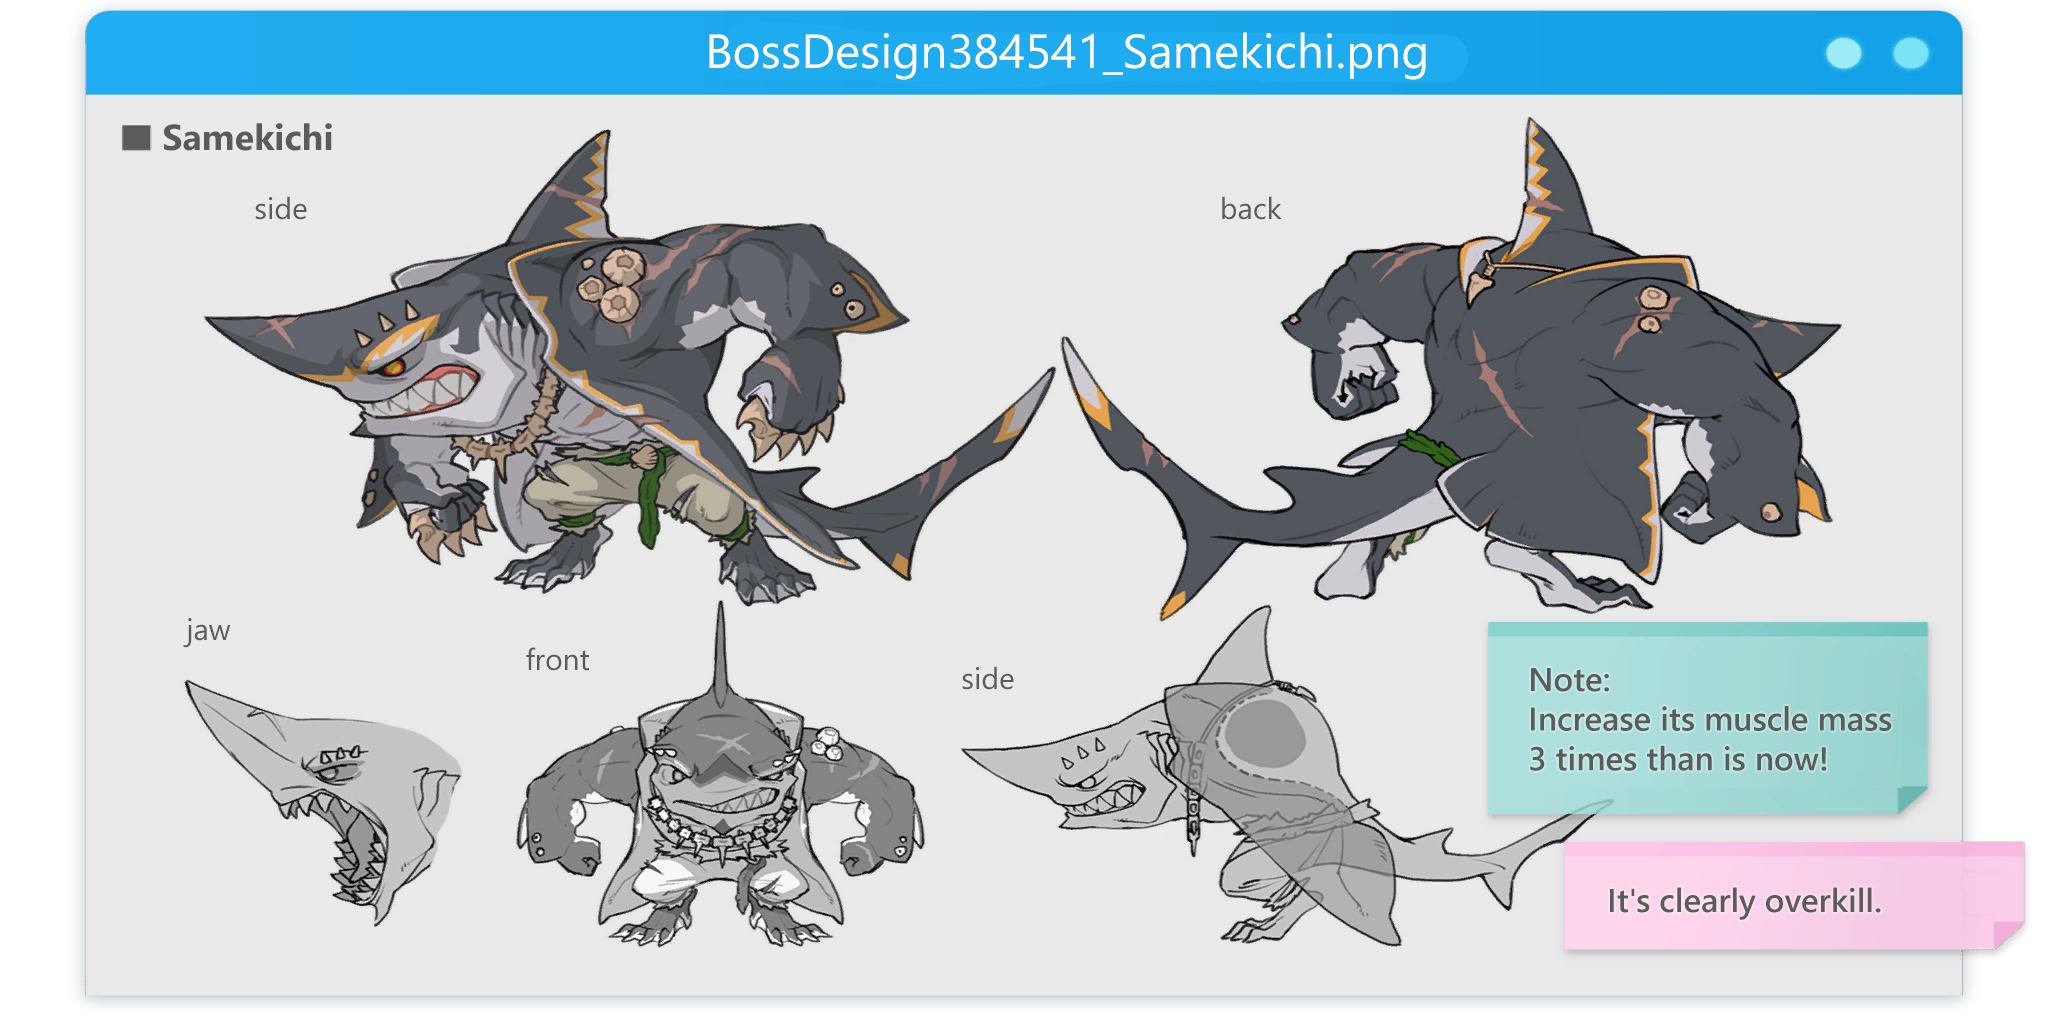 BossDesign384541_Samekichi.png
■ Samekichi
side
back
jaw
front
side
Note:
Increase its muscle mass
3 times than is now!
It's clearly overkill.